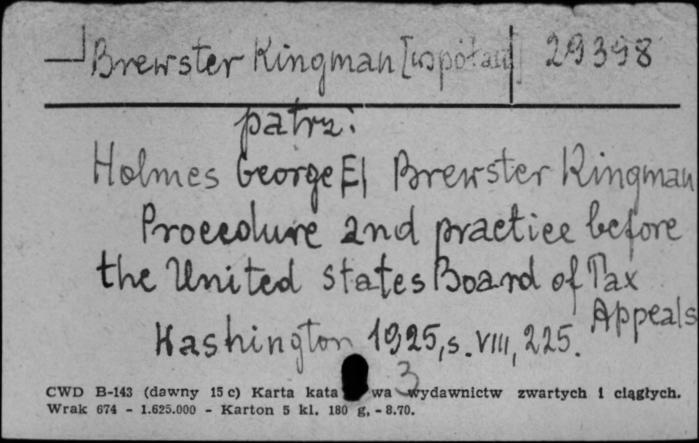 Brewster Kingman [współaut] 29398
patrz:
Holmes George E| Brewster Kingman
Procedure and practice before
the United States Board of Tax
Appeals
Washington 1925, s. VIII, 225.
3
CWD B-143 (dawny 15 c) Karta kata wa wydawnictw zwartych i ciągłych.
Wrak 674 - 1.625.000 - Karton 5 kl. 180 g, - 8.70.